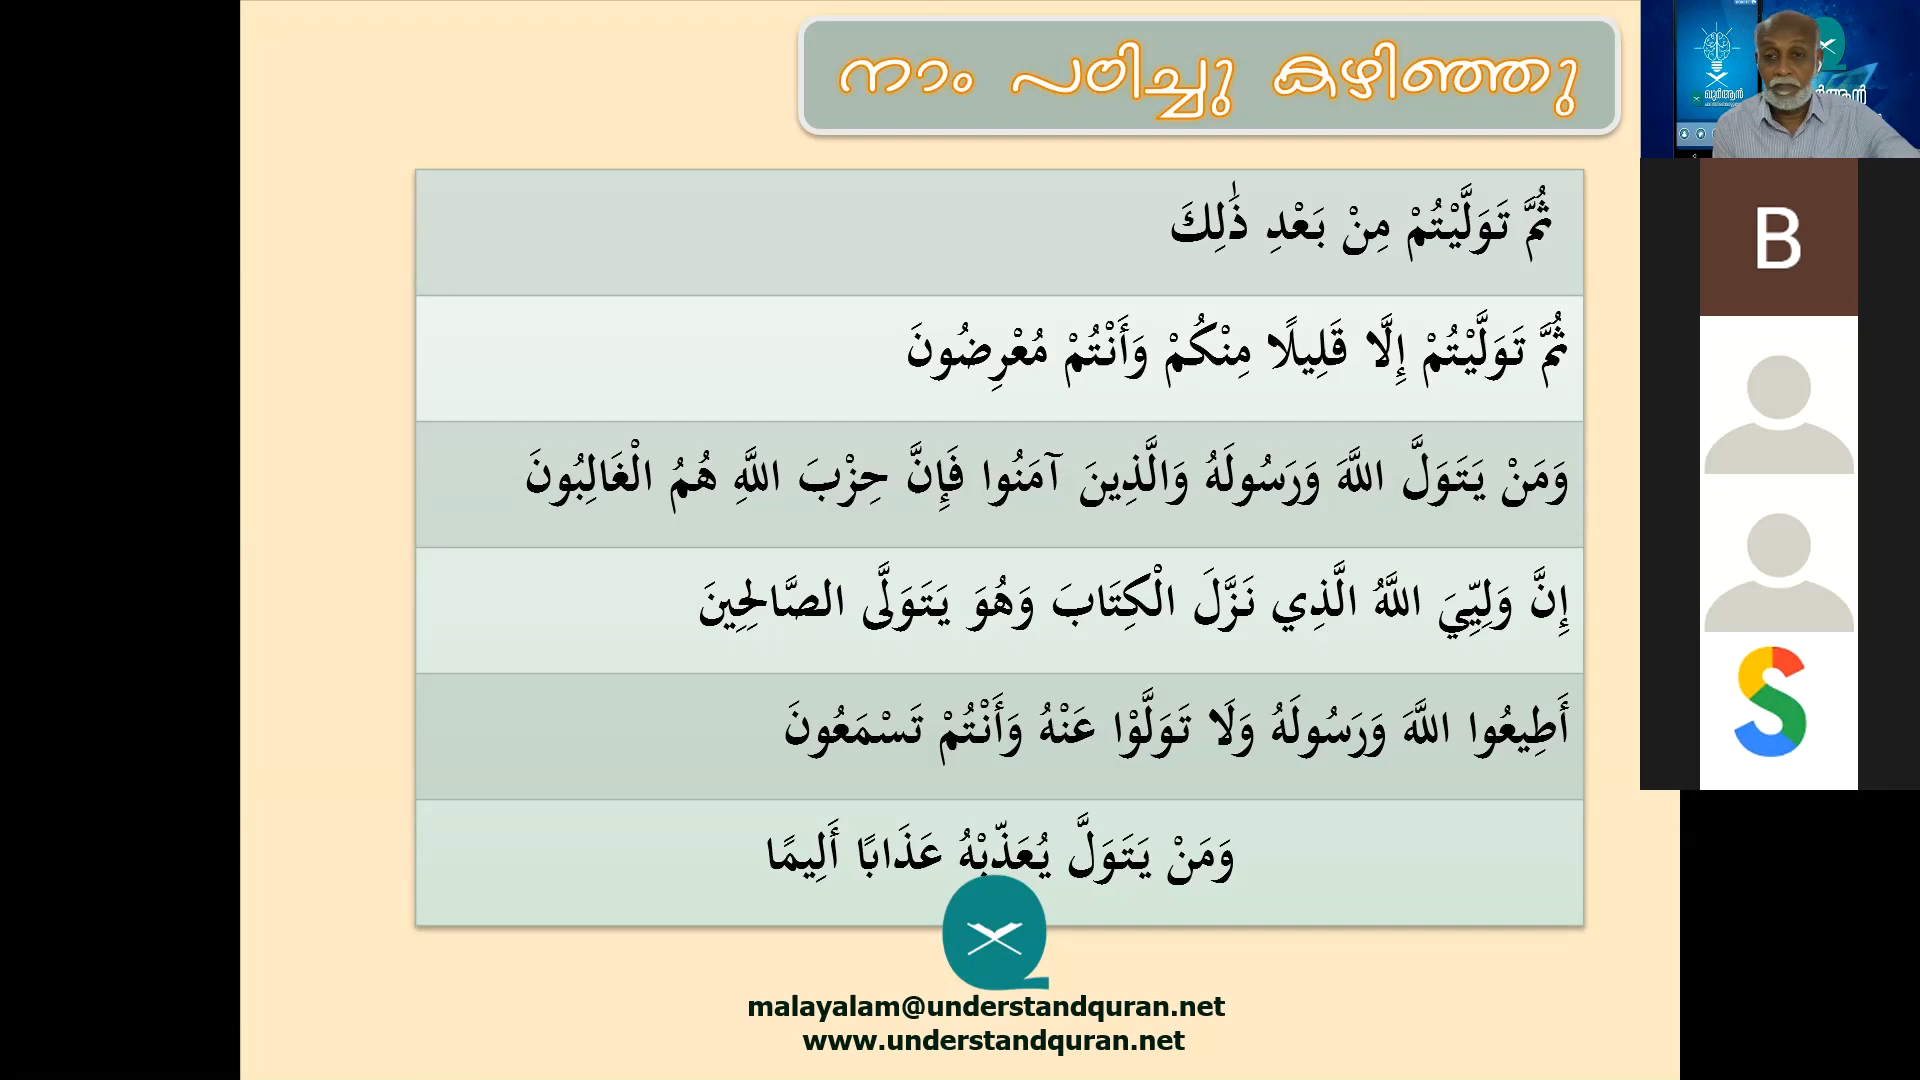 നാം പഠിച്ചു കഴിഞ്ഞു
ثُمَّ تَوَلَّيْتُمْ مِنْ بَعْدِ ذَٰلِكَ
ثُمَّ تَوَلَّيْتُمْ إِلَّا قَلِيلًا مِنْكُمْ وَأَنْتُمْ مُعْرِضُونَ
وَمَنْ يَتَوَلَّ اللَّهَ وَرَسُولَهُ وَالَّذِينَ آمَنُوا فَإِنَّ حِزْبَ اللَّهِ هُمُ الْغَالِبُونَ
إِنَّ وَلِيِّيَ اللَّهُ الَّذِي نَزَّلَ الْكِتَابَ وَهُوَ يَتَوَلَّى الصَّالِحِينَ
أَطِيعُوا اللَّهَ وَرَسُولَهُ وَلَا تَوَلَّوْا عَنْهُ وَأَنْتُمْ تَسْمَعُونَ
وَمَنْ يَتَوَلَّ يُعَذِّبْهُ عَذَابًا أَلِيمًا
malayalam@understandquran.net
www.understandquran.net
ഖുർആൻ
B